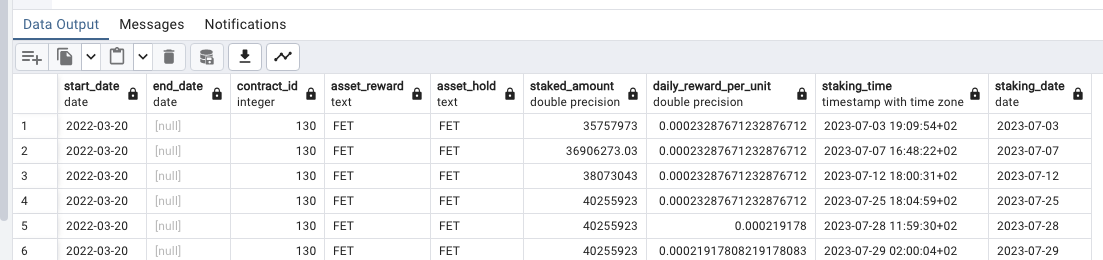 Data Output Messages Notifications
start_date end_date contract_id asset_reward asset_hold staked_amount daily_reward_per_unit staking_time staking_date
date date integer text text double precision double precision timestamp with time zone date
1 2022-03-20 [null] 130 FET FET 35757973 0.00023287671232876712 2023-07-03 19:09:54+02 2023-07-03
2 2022-03-20 [null] 130 FET FET 36906273.03 0.00023287671232876712 2023-07-07 16:48:22+02 2023-07-07
3 2022-03-20 [null] 130 FET FET 38073043 0.00023287671232876712 2023-07-12 18:00:31+02 2023-07-12
4 2022-03-20 [null] 130 FET FET 40255923 0.00023287671232876712 2023-07-25 18:04:59+02 2023-07-25
5 2022-03-20 [null] 130 FET FET 40255923 0.000219178 2023-07-28 11:59:30+02 2023-07-28
6 2022-03-20 [null] 130 FET FET 40255923 0.00021917808219178083 2023-07-29 02:00:04+02 2023-07-29